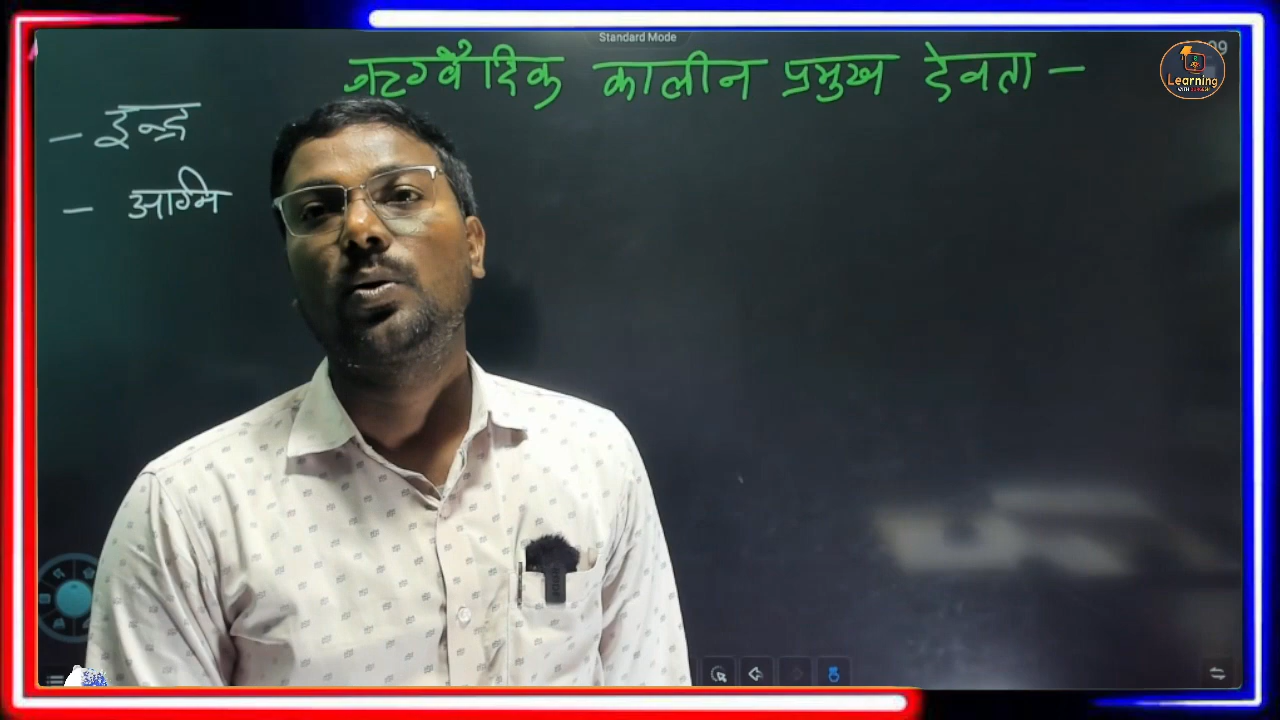 Standard Mode
ऋग्वैदिक कालीन प्रमुख देवता -
- इन्द्र
- अग्नि
Learning